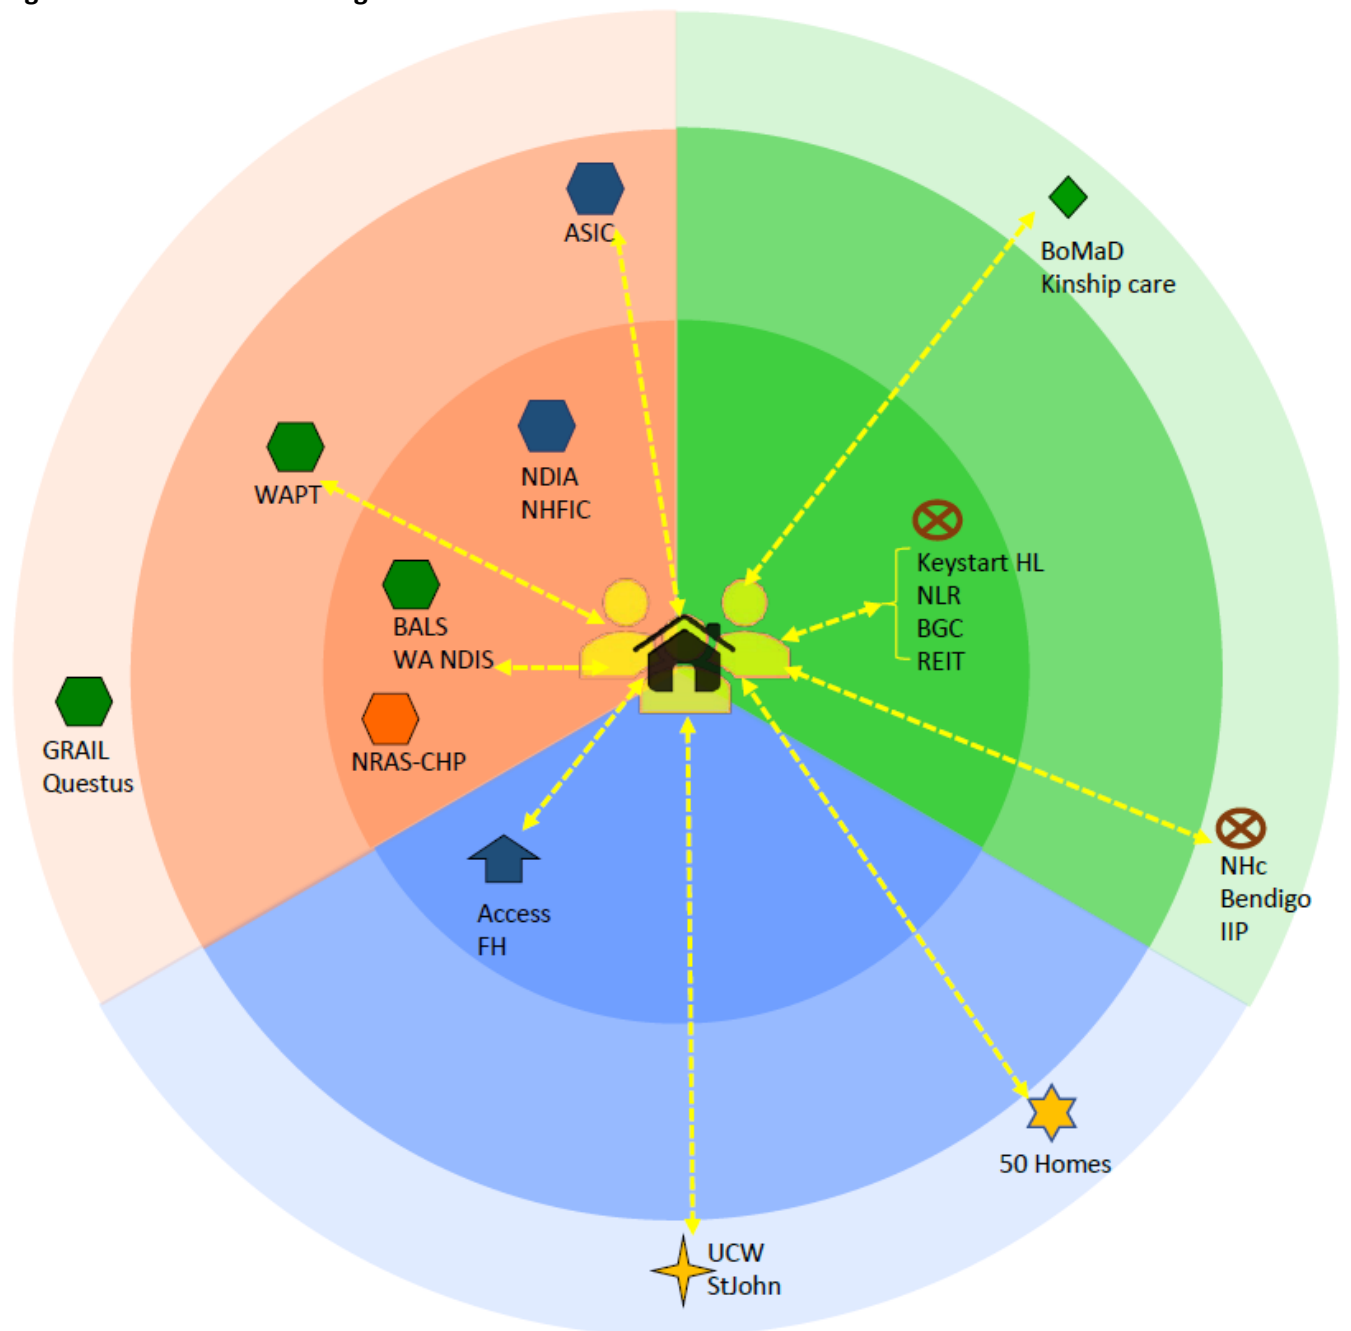 ASIC
BoMaD
Kinship care
WAPT
NDIA
NHFIC
Keystart HL
NLR
BGC
REIT
BALS
WA NDIS
NRAS-CHP
GRAIL
Questus
Access
FH
NHc
Bendigo
IIP
50 Homes
UCW
StJohn